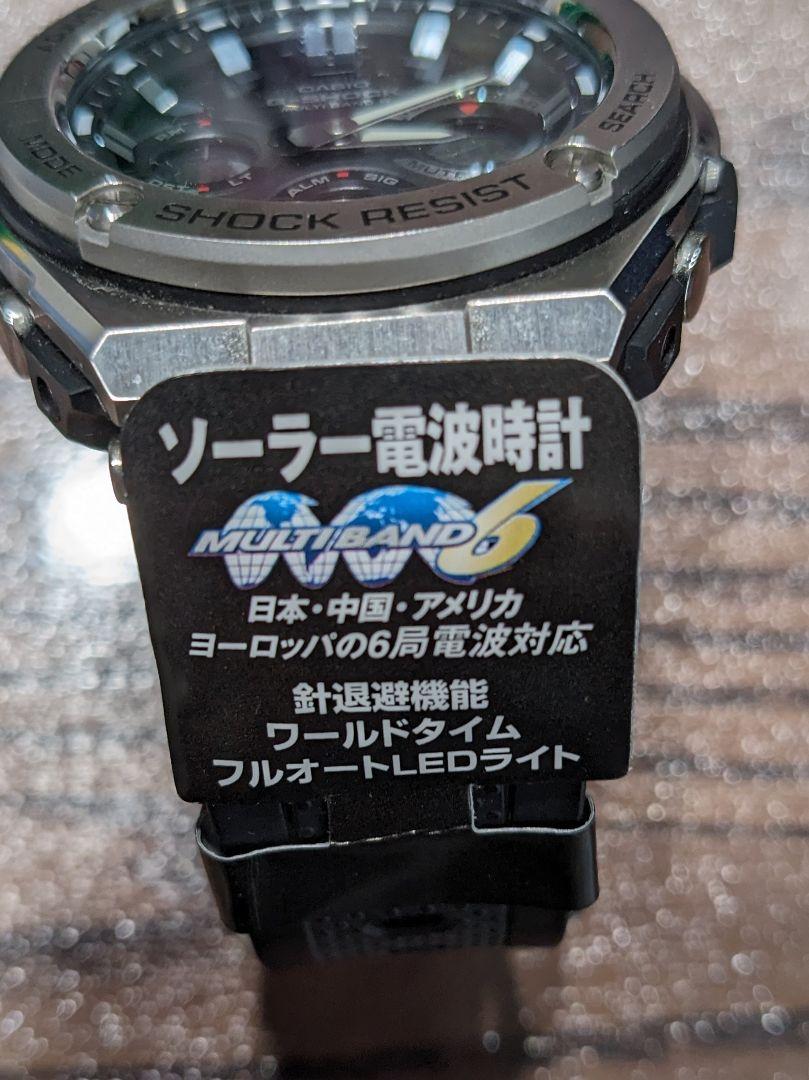 CASIO
MODE
SEARCH
LT
ALM
SIG
MUTE
SHOCK RESIST
ソーラー電波時計
MULTI BAND 6
日本・中国・アメリカ
ヨーロッパの6局電波対応
針退避機能
ワールドタイム
フルオートLEDライト